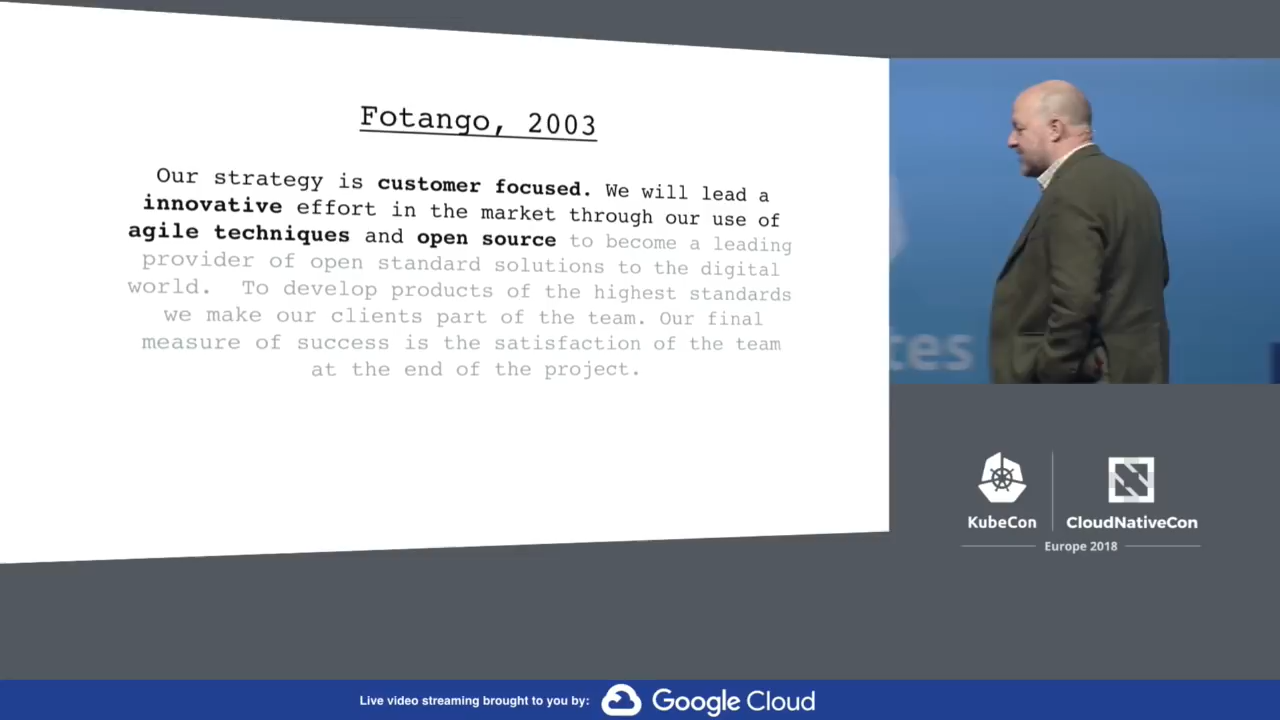 Fotango, 2003
Our strategy is customer focused. We will lead a
innovative effort in the market through our use of
agile techniques and open source to become a leading
provider of open standard solutions to the digital
world. To develop products of the highest standards
we make our clients part of the team. Our final
measure of success is the satisfaction of the team
at the end of the project.
tes
KubeCon
CloudNativeCon
Europe 2018
Live video streaming brought to you by: Google Cloud